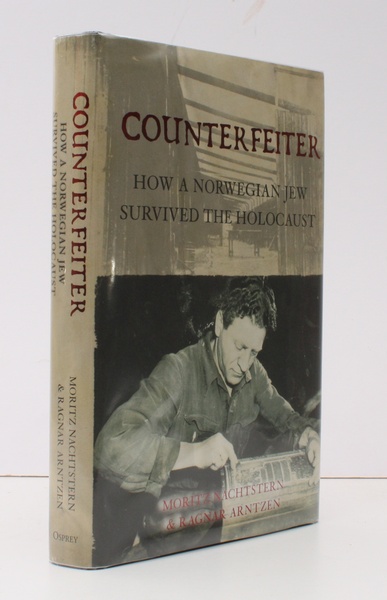 COUNTERFEITER
HOW A NORWEGIAN JEW
SURVIVED THE HOLOCAUST
MORITZ NACHTSTERN
& RAGNAR ARNTZEN
COUNTERFEITER
HOW A NORWEGIAN JEW
SURVIVED THE HOLOCAUST
MORITZ NACHTSTERN
& RAGNAR ARNTZEN
OSPREY